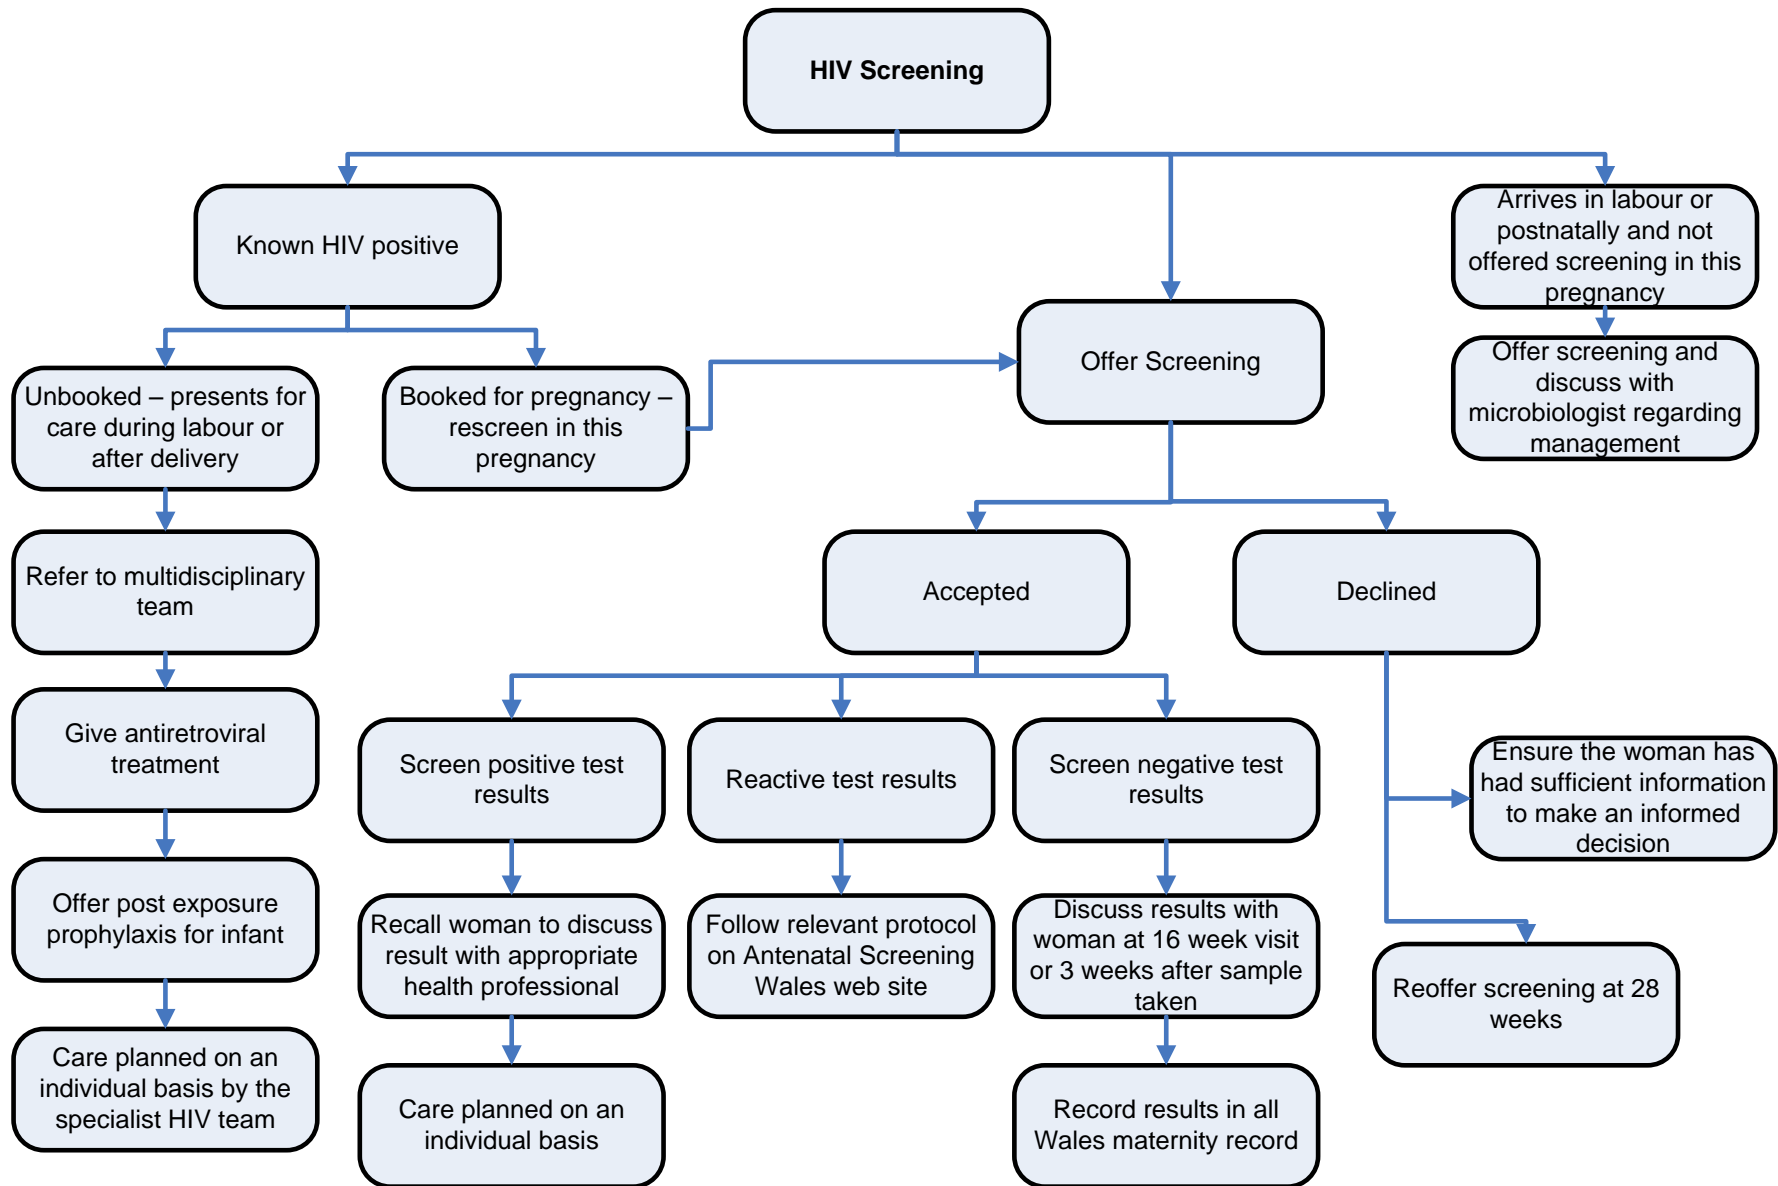 HIV Screening
Known HIV positive
Arrives in labour or
postnatally and not
offered screening in this
pregnancy
Offer Screening
Unbooked – presents for
care during labour or
after delivery
Booked for pregnancy –
rescreen in this
pregnancy
Offer screening and
discuss with
microbiologist regarding
management
Refer to multidisciplinary
team
Accepted
Declined
Give antiretroviral
treatment
Screen positive test
results
Reactive test results
Screen negative test
results
Ensure the woman has
had sufficient information
to make an informed
decision
Offer post exposure
prophylaxis for infant
Recall woman to discuss
result with appropriate
health professional
Follow relevant protocol
on Antenatal Screening
Wales web site
Discuss results with
woman at 16 week visit
or 3 weeks after sample
taken
Reoffer screening at 28
weeks
Care planned on an
individual basis by the
specialist HIV team
Care planned on an
individual basis
Record results in all
Wales maternity record